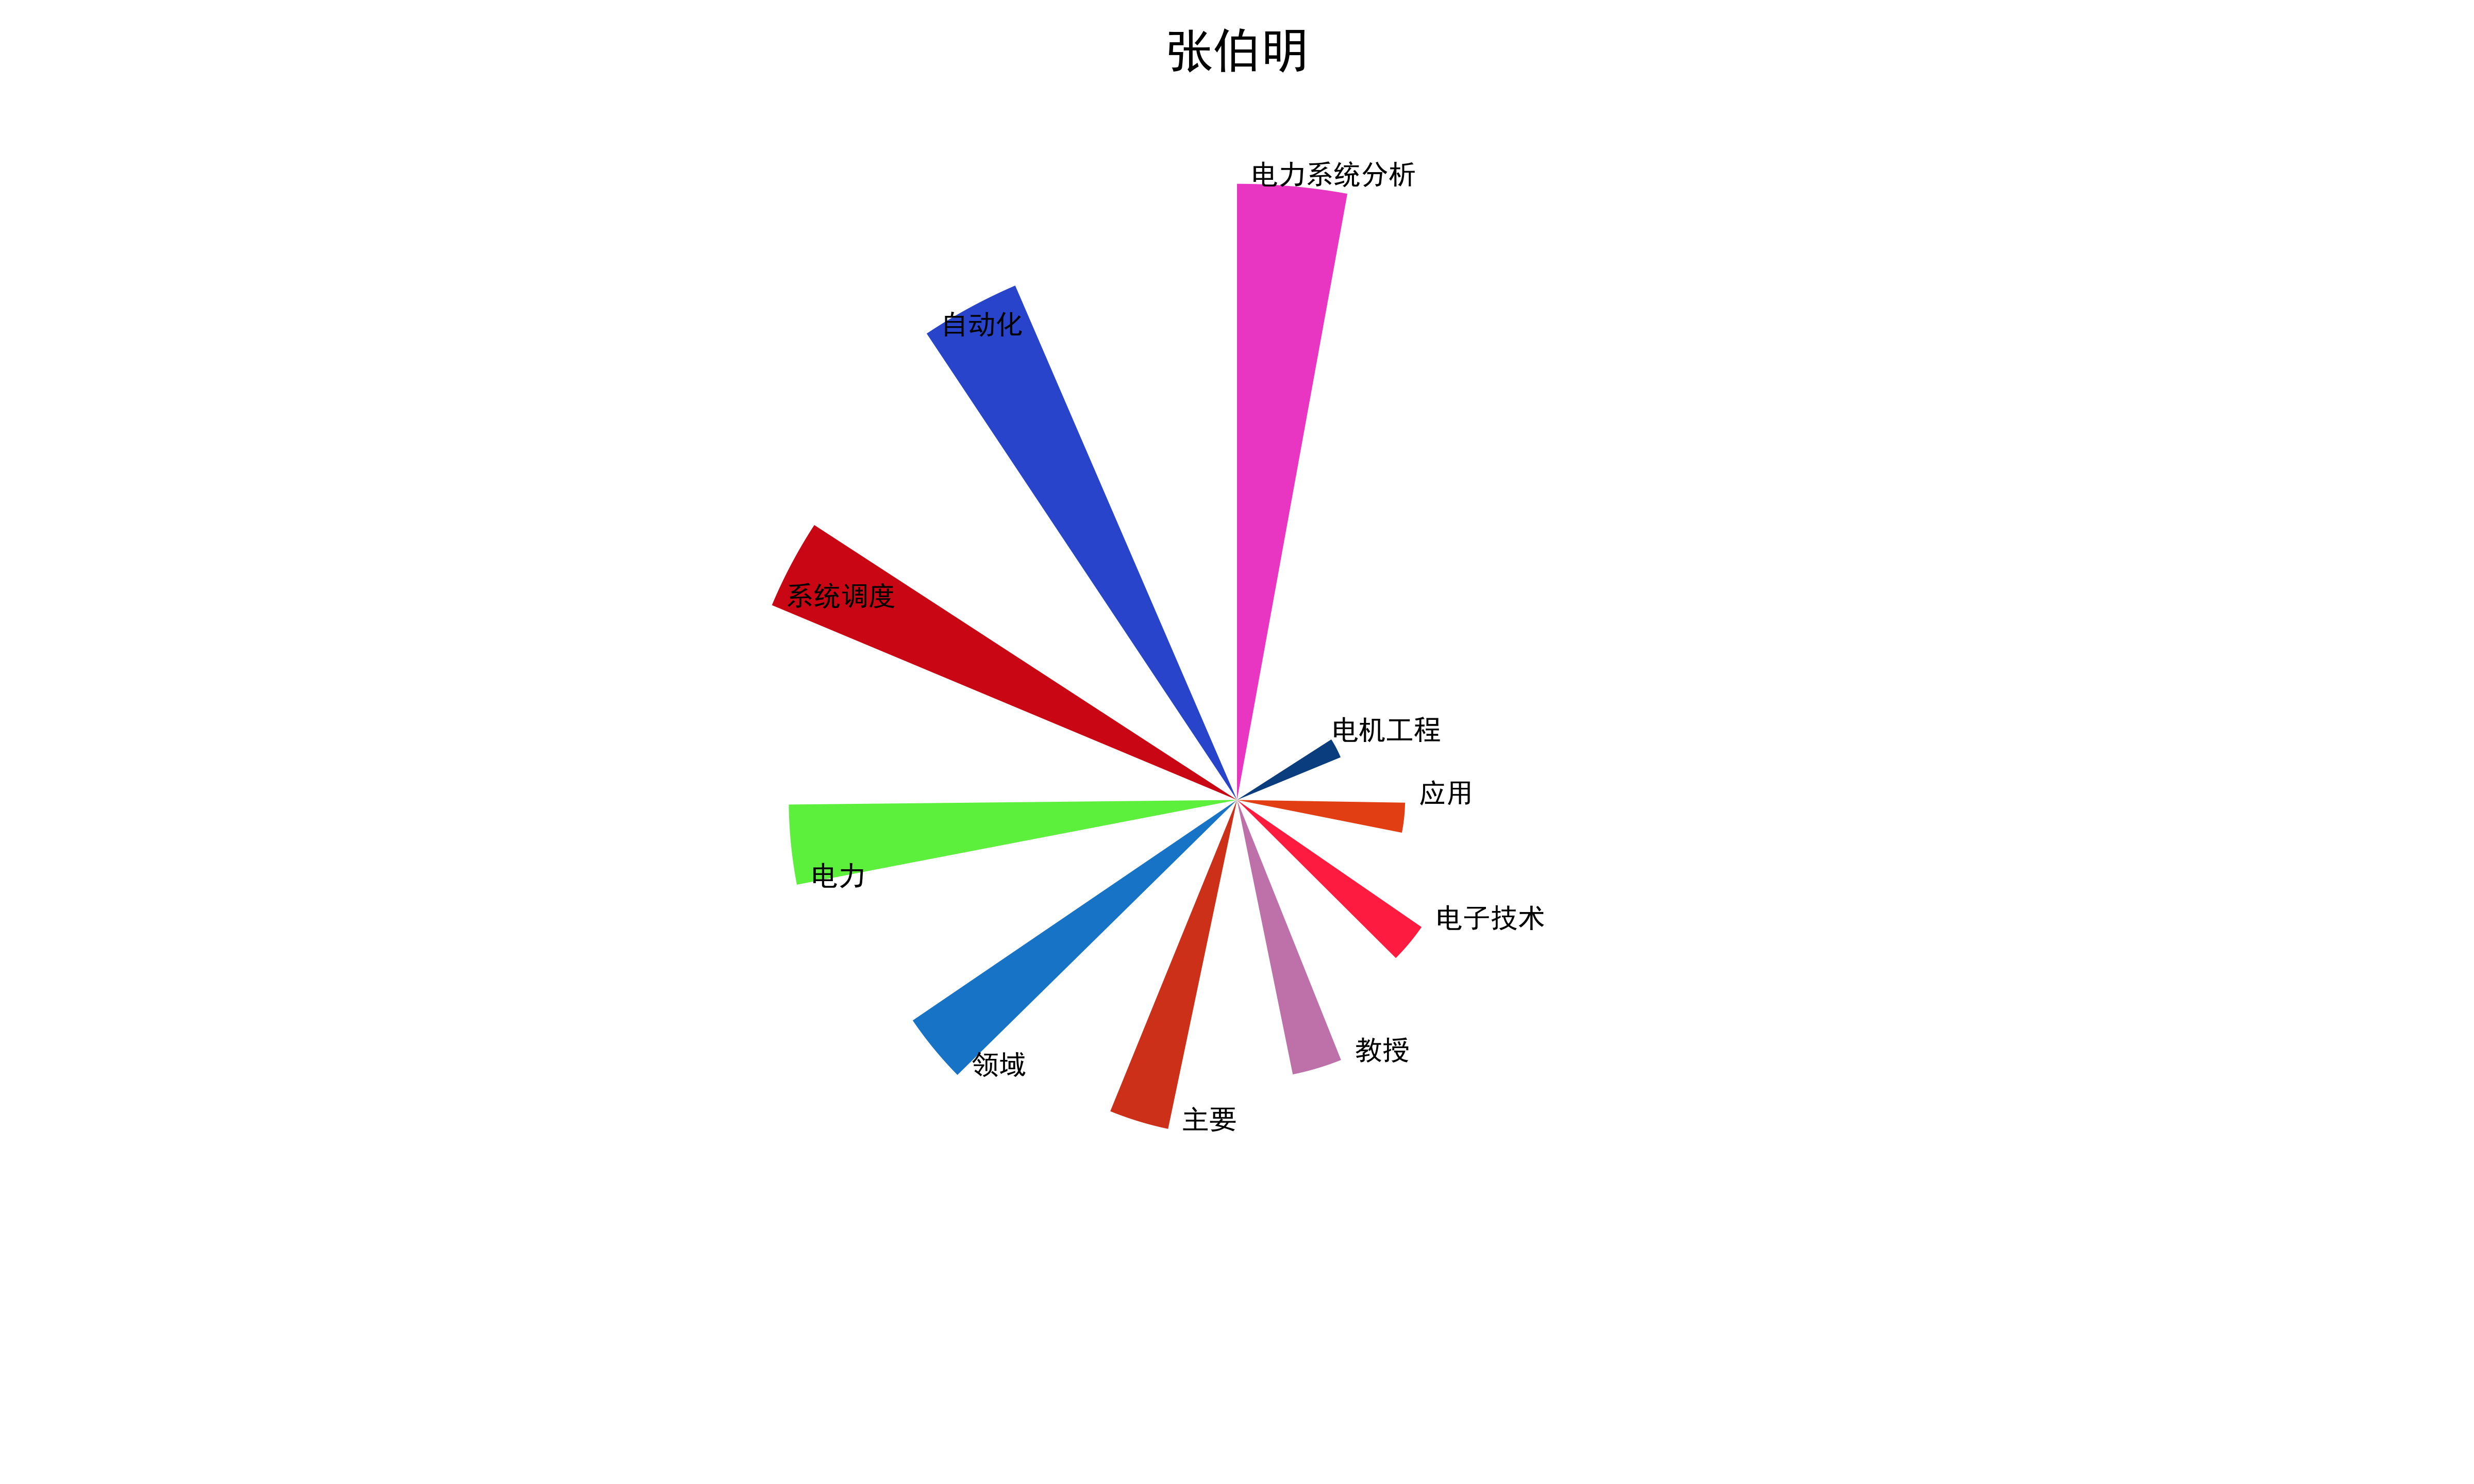 张伯明
电力系统分析
自动化
系统调度
电机工程
应用
电力
电子技术
教授
领域
主要